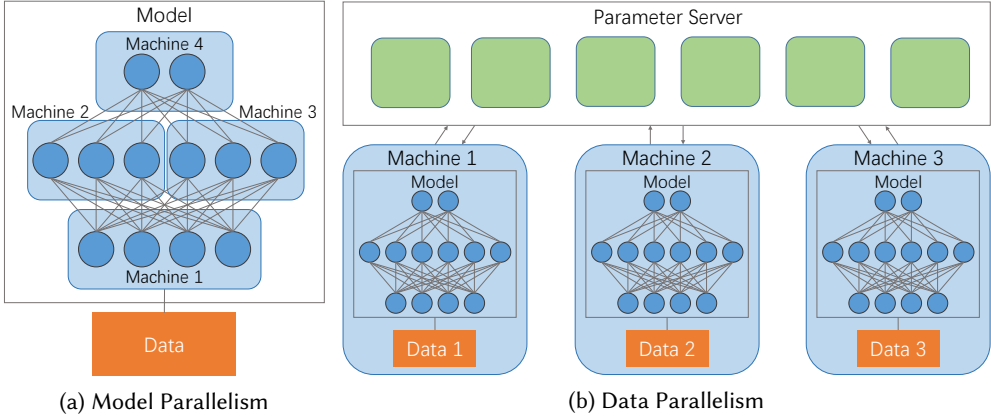 Model
Machine 4
Machine 2
Machine 3
Machine 1
Data
(a) Model Parallelism
Parameter Server
Machine 1
Model
Data 1
Machine 2
Model
Data 2
Machine 3
Model
Data 3
(b) Data Parallelism